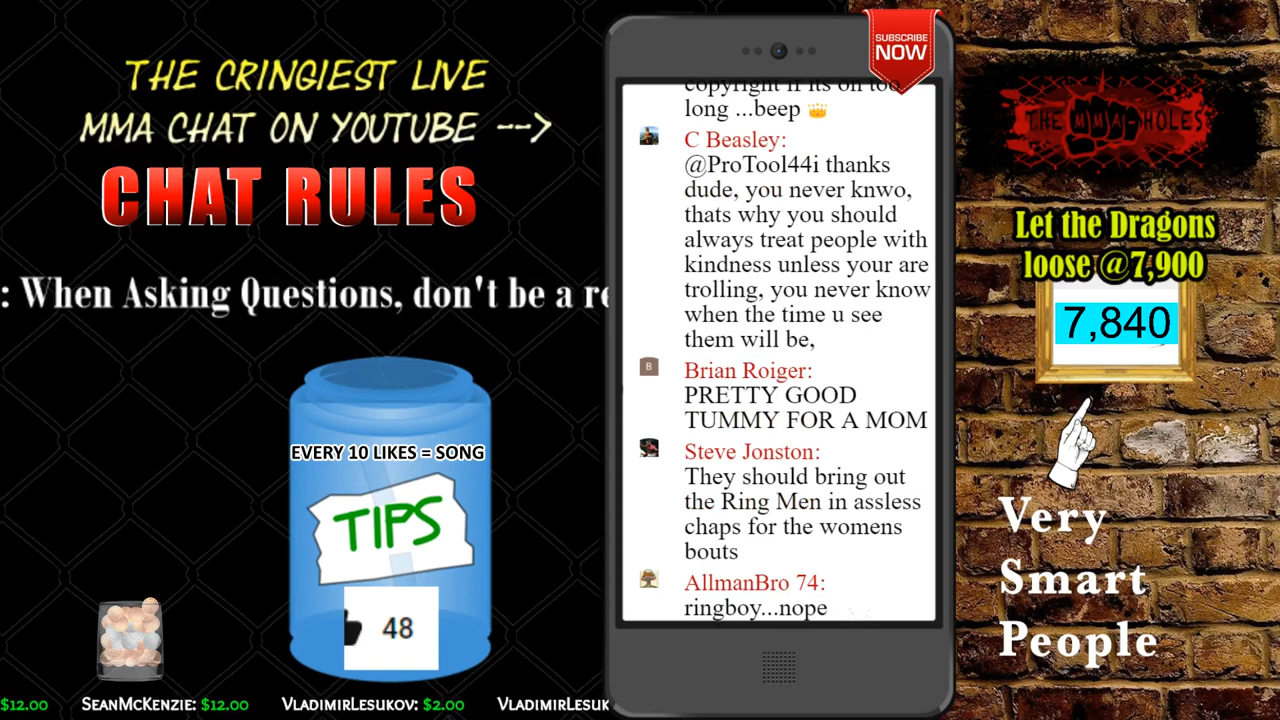 THE CRINGIEST LIVE
MMA CHAT ON YOUTUBE -->
CHAT RULES
: When Asking Questions, don't be a re
EVERY 10 LIKES = SONG
TIPS
48
$12.00 SeanMcKenzie: $12.00 VladimirLesukov: $2.00 VladimirLesuk
SUBSCRIBE
NOW
copyright if its on too
long ...beep 👑
C Beasley:
@ProTool44i thanks
dude, you never knwo,
thats why you should
always treat people with
kindness unless your are
trolling, you never know
when the time u see
them will be,
B
Brian Roiger:
PRETTY GOOD
TUMMY FOR A MOM
Steve Jonston:
They should bring out
the Ring Men in assless
chaps for the womens
bouts
AllmanBro 74:
ringboy...nope
THE MMA-HOLES
Let the Dragons
loose @7,900
7,840
Very
Smart
People